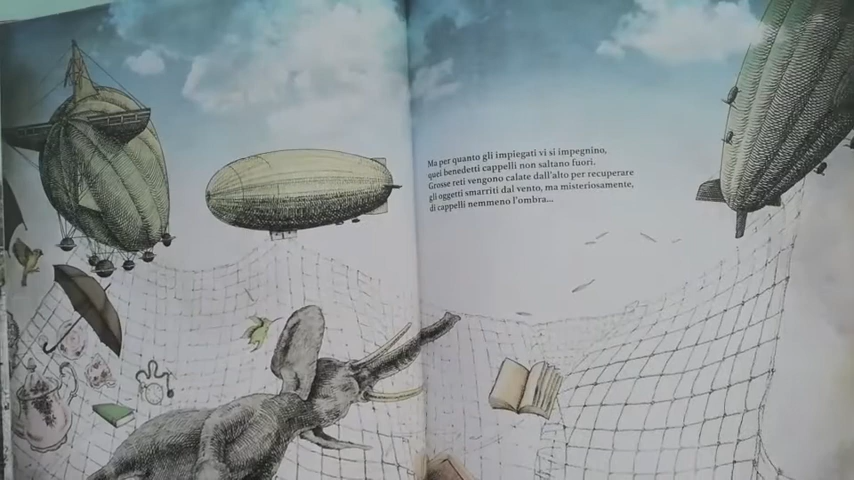 Ma per quanto gli impiegati vi si impegnino,
quei benedetti cappelli non saltano fuori.
Grosse reti vengono calate dall'alto per recuperare
gli oggetti smarriti dal vento, ma misteriosamente,
di cappelli nemmeno l'ombra...